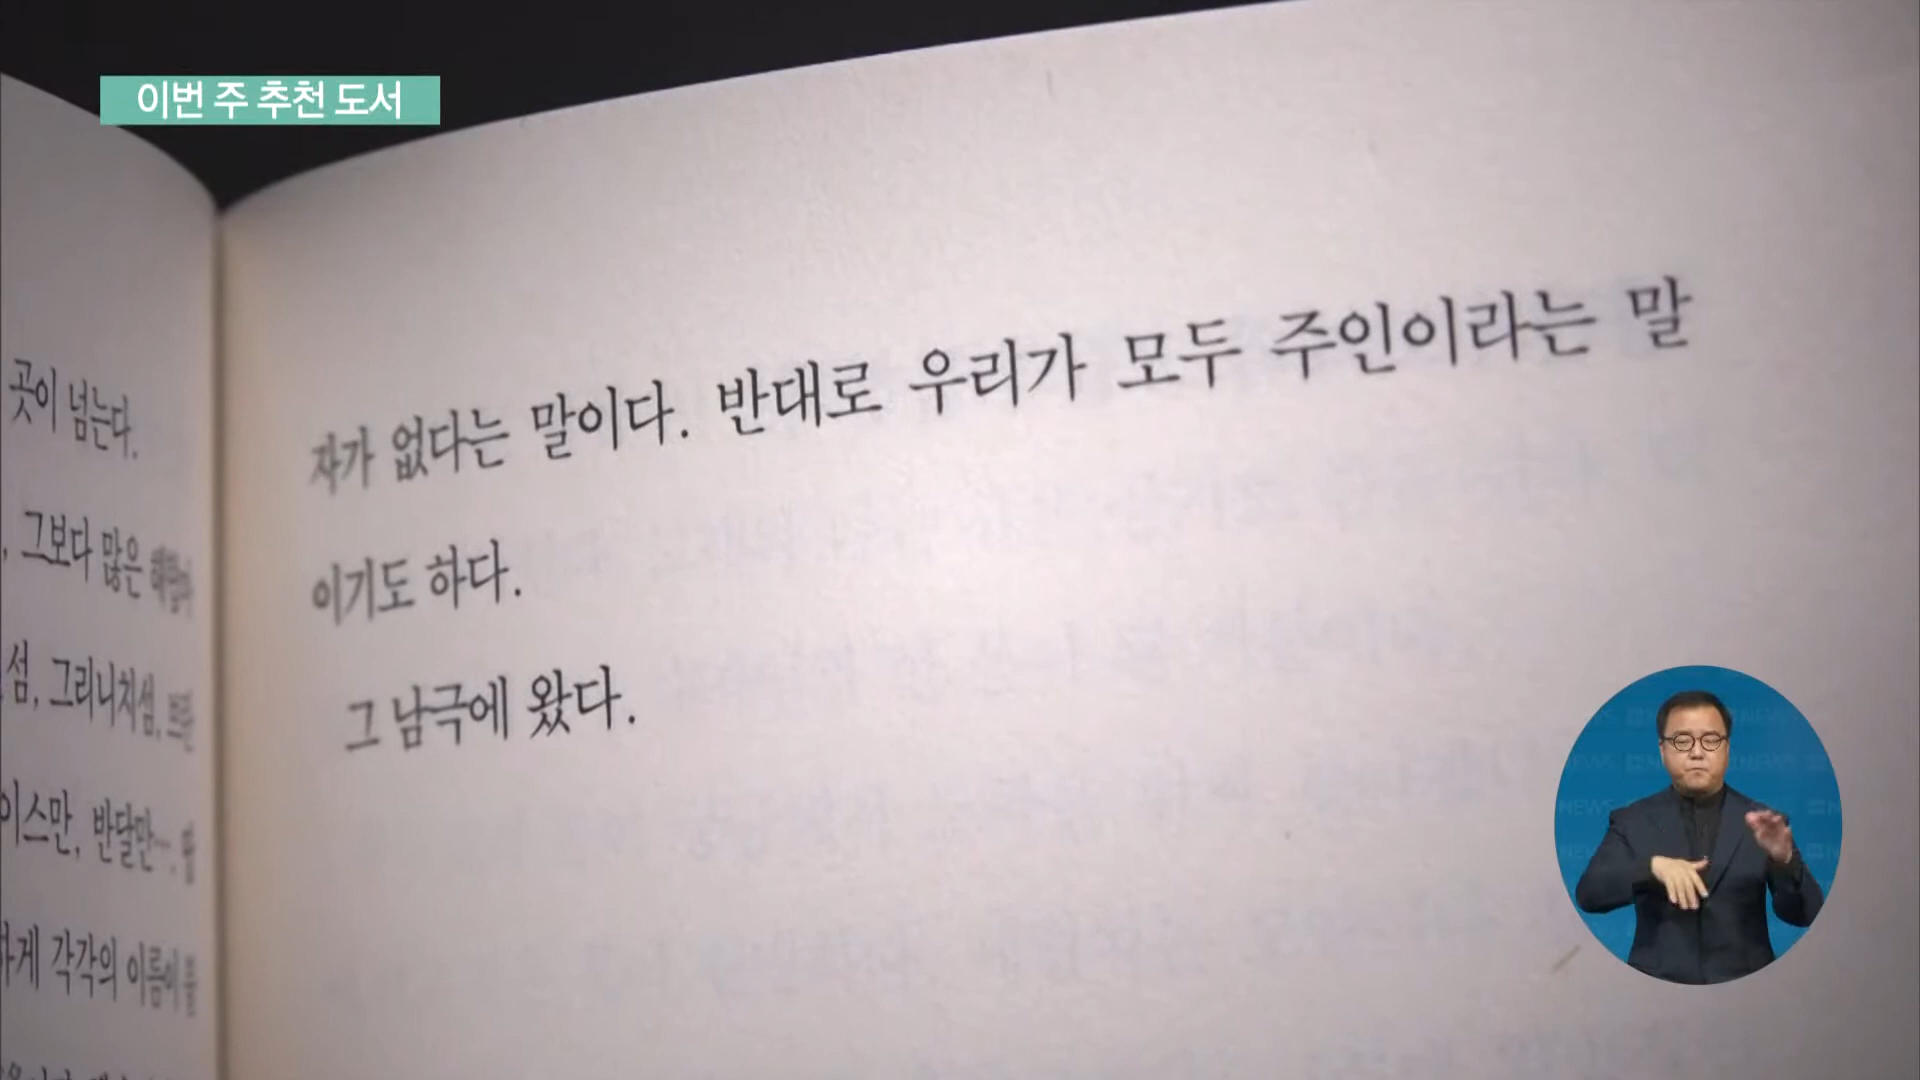 이번 주 추천 도서
곳이 넘는다.
, 그보다 많은
섬, 그리니치섬,
이스만, 반달만…,
하게 각각의 이름이
자가 없다는 말이다. 반대로 우리가 모두 주인이라는 말
이기도 하다.
그 남극에 왔다.
NEWS